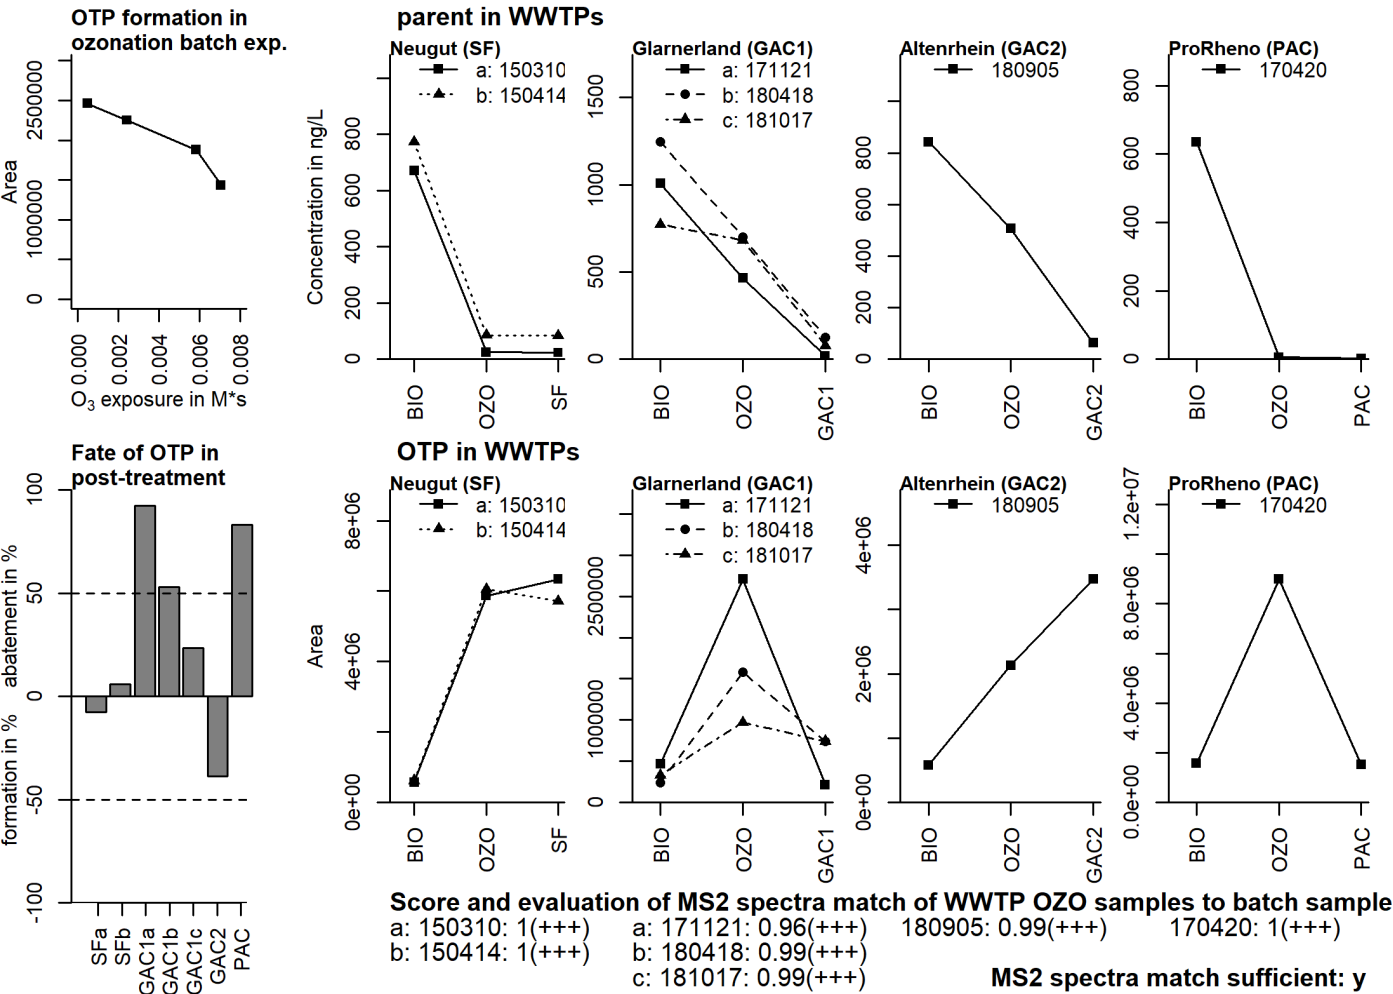 OTP formation in
ozonation batch exp.
Area
0
1000000
2500000
0.000
0.002
0.004
0.006
0.008
O3 exposure in M*s
parent in WWTPs
Concentration in ng/L
Neugut (SF)
a: 150310
b: 150414
0
200
400
600
800
BIO
OZO
SF
Glarnerland (GAC1)
a: 171121
b: 180418
c: 181017
0
500
1000
1500
BIO
OZO
GAC1
Altenrhein (GAC2)
180905
0
200
400
600
800
BIO
OZO
GAC2
ProRheno (PAC)
170420
0
200
400
600
800
BIO
OZO
PAC
Fate of OTP in
post-treatment
formation in %
abatement in %
-100
-50
0
50
100
SFa
SFb
GAC1a
GAC1b
GAC1c
GAC2
PAC
OTP in WWTPs
Area
Neugut (SF)
a: 150310
b: 150414
0e+00
4e+06
8e+06
BIO
OZO
SF
Glarnerland (GAC1)
a: 171121
b: 180418
c: 181017
0
1000000
2500000
BIO
OZO
GAC1
Altenrhein (GAC2)
180905
0e+00
2e+06
4e+06
BIO
OZO
GAC2
ProRheno (PAC)
170420
0.0e+00
4.0e+06
8.0e+06
1.2e+07
BIO
OZO
PAC
Score and evaluation of MS2 spectra match of WWTP OZO samples to batch sample
a: 150310: 1(+++)
b: 150414: 1(+++)
a: 171121: 0.96(+++)
b: 180418: 0.99(+++)
c: 181017: 0.99(+++)
180905: 0.99(+++)
170420: 1(+++)
MS2 spectra match sufficient: y